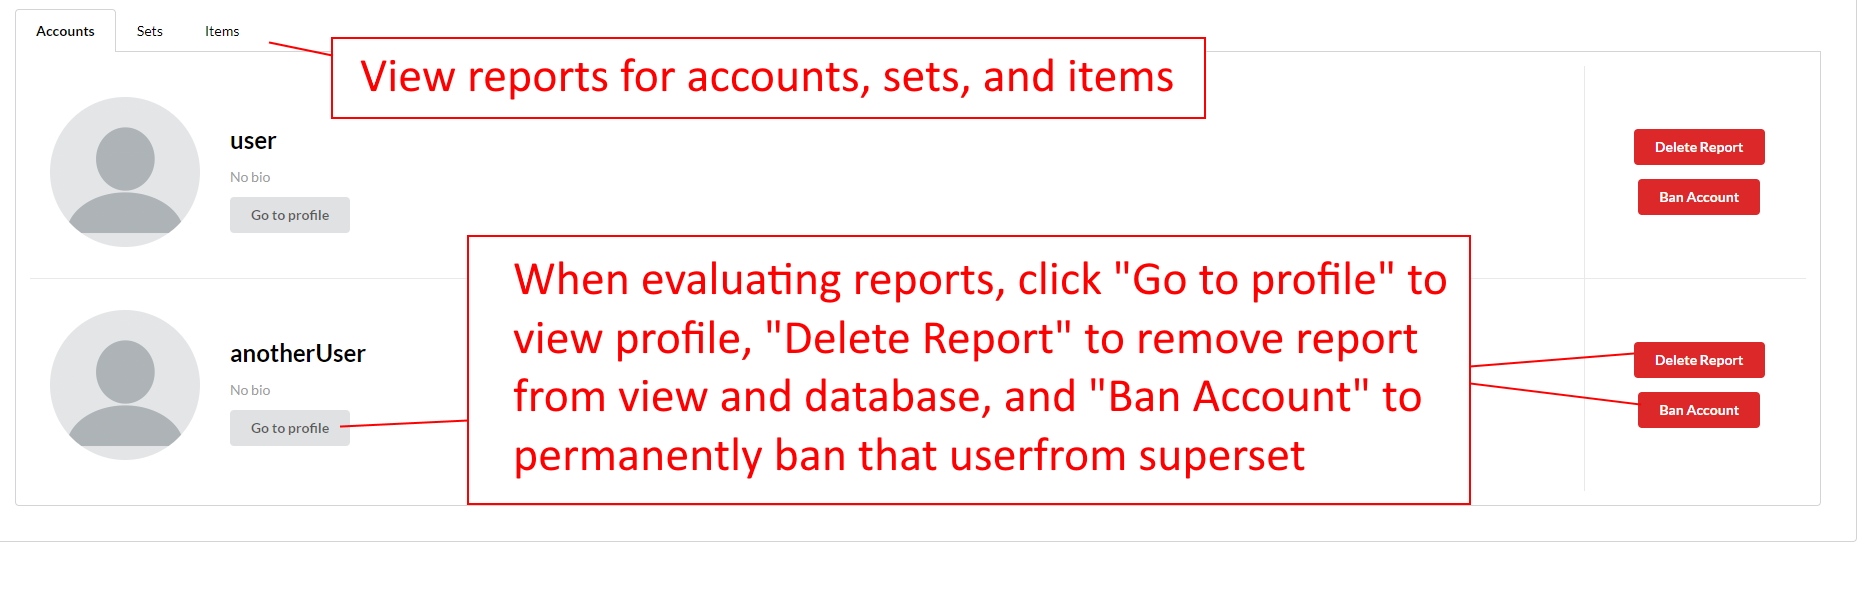 Accounts
Sets
Items
View reports for accounts, sets, and items
user
No bio
Go to profile
Delete Report
Ban Account
When evaluating reports, click "Go to profile" to
view profile, "Delete Report" to remove report
from view and database, and "Ban Account" to
permanently ban that userfrom superset
anotherUser
No bio
Go to profile
Delete Report
Ban Account